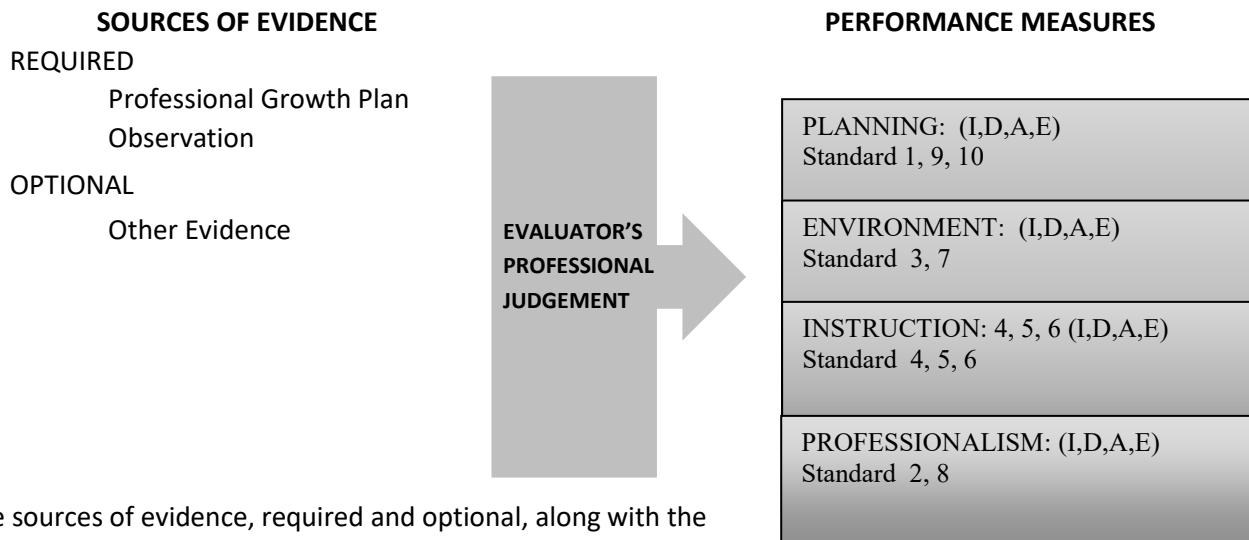 SOURCES OF EVIDENCE
REQUIRED
Professional Growth Plan
Observation
OPTIONAL
Other Evidence
EVALUATOR'S
PROFESSIONAL
JUDGEMENT
PERFORMANCE MEASURES
PLANNING: (I,D,A,E)
Standard 1, 9, 10
ENVIRONMENT: (I,D,A,E)
Standard 3, 7
INSTRUCTION: 4, 5, 6 (I,D,A,E)
Standard 4, 5, 6
PROFESSIONALISM: (I,D,A,E)
Standard 2, 8
sources of evidence, required and optional, along with the